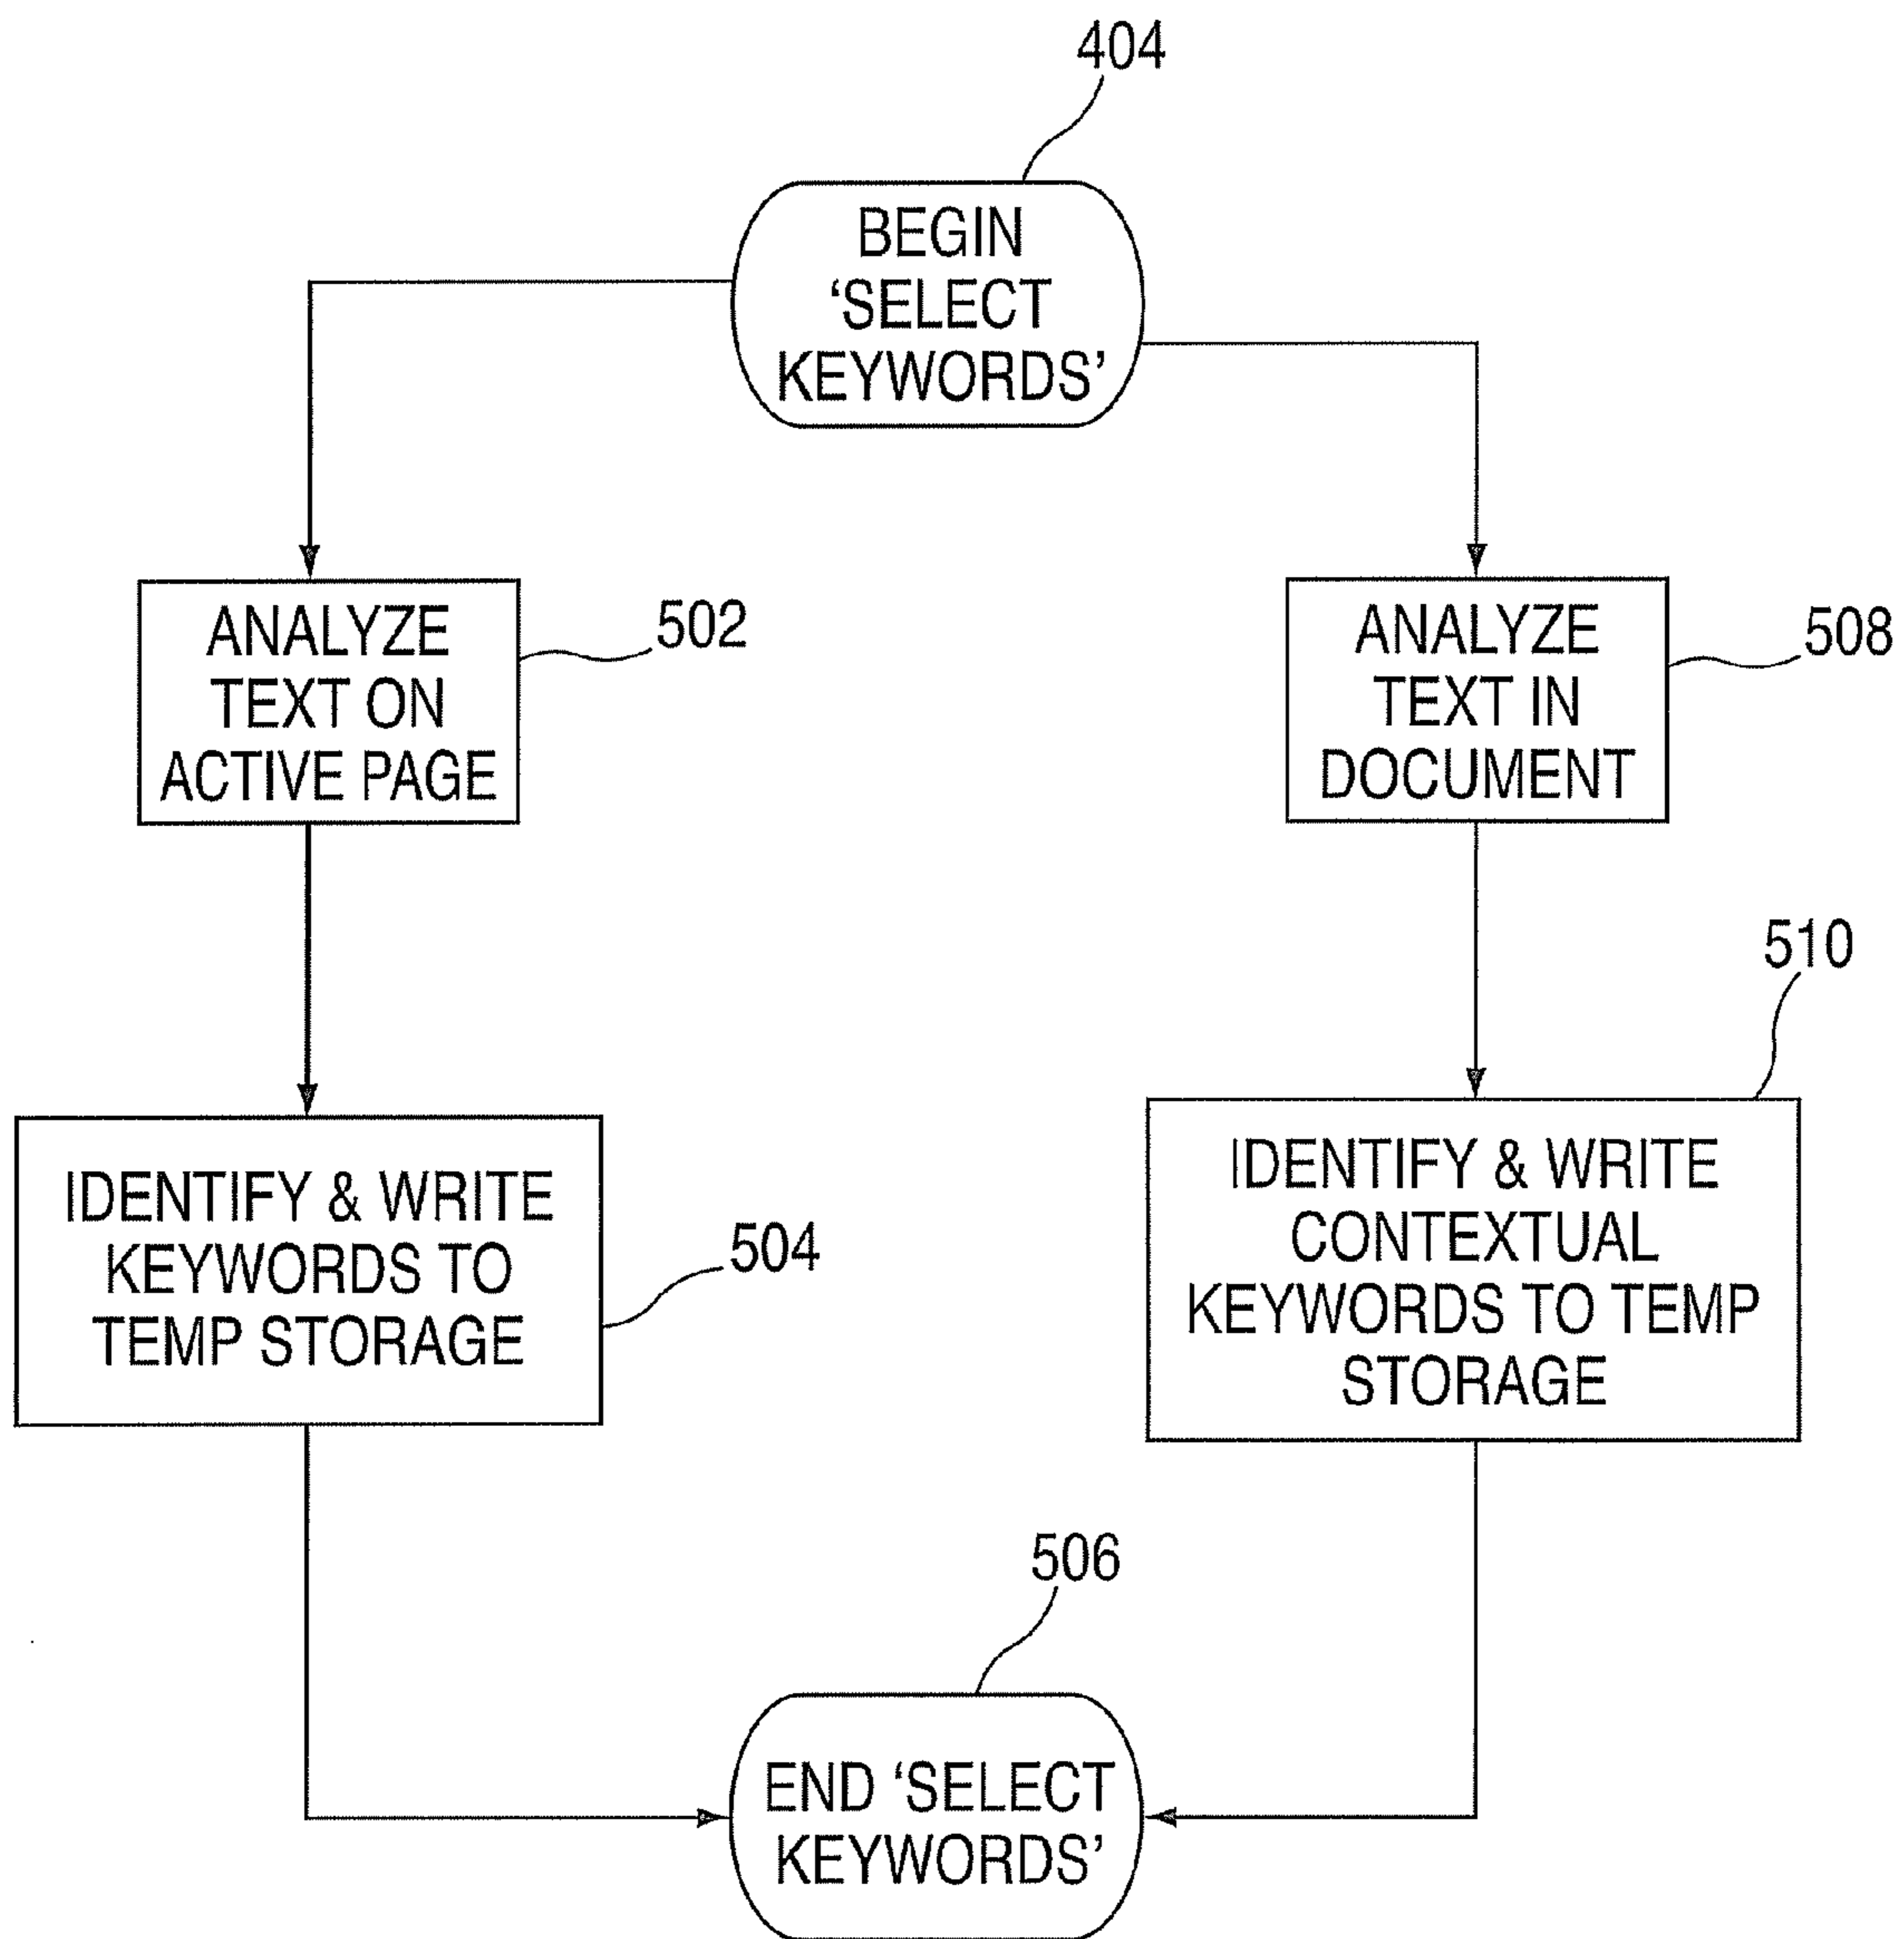 404
BEGIN
‘SELECT
KEYWORDS’
ANALYZE
TEXT ON
ACTIVE PAGE
502
ANALYZE
TEXT IN
DOCUMENT
508
IDENTIFY & WRITE
KEYWORDS TO
TEMP STORAGE
504
IDENTIFY & WRITE
CONTEXTUAL
KEYWORDS TO TEMP
STORAGE
510
506
END ‘SELECT
KEYWORDS’